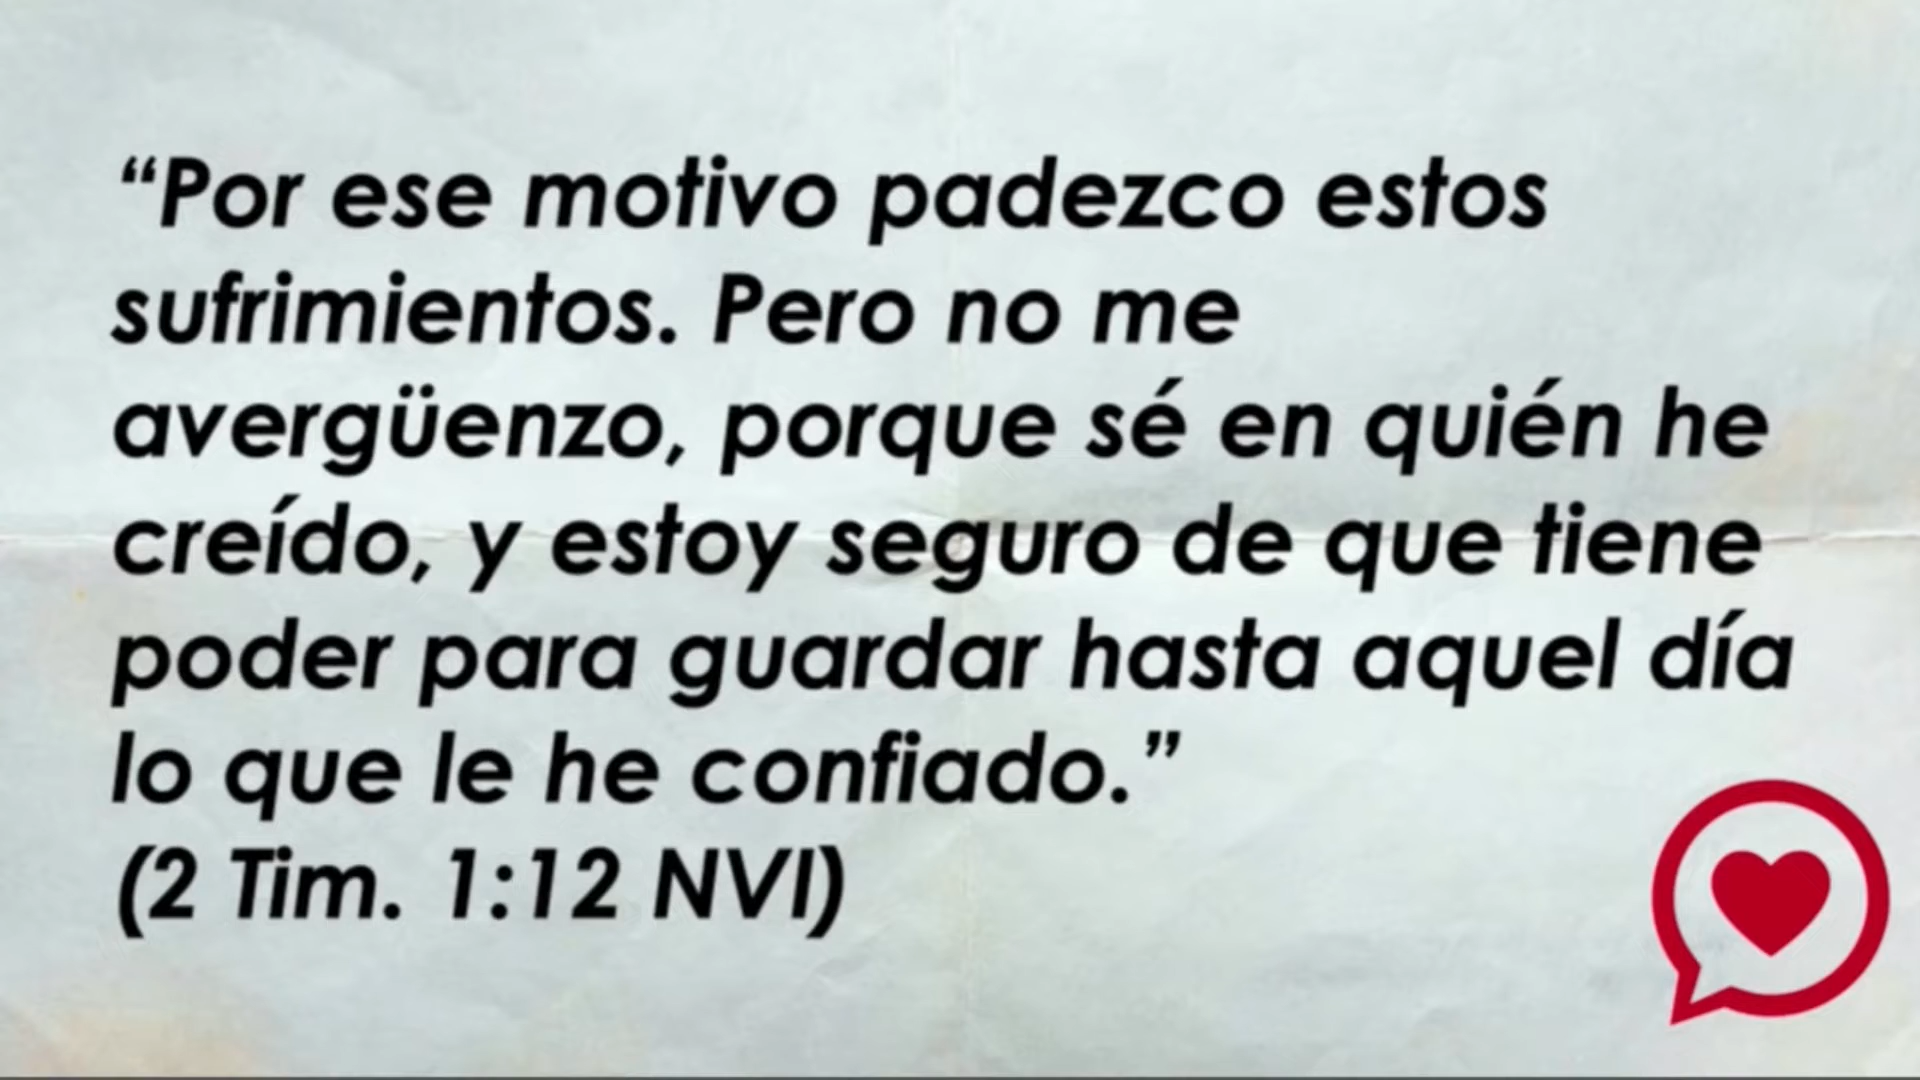 “Por ese motivo padezco estos
sufrimientos. Pero no me
avergüenzo, porque sé en quién he
creído, y estoy seguro de que tiene
poder para guardar hasta aquel día
lo que le he confiado.”
(2 Tim. 1:12 NVI)